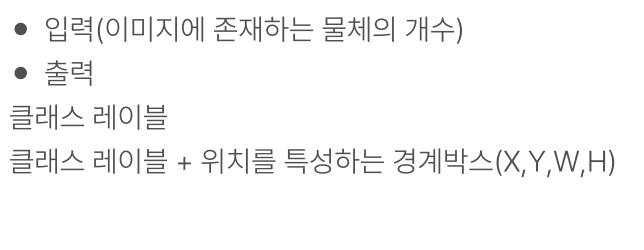 ● 입력(이미지에 존재하는 물체의 개수)
● 출력
클래스 레이블
클래스 레이블 + 위치를 특성하는 경계박스(X,Y,W,H)